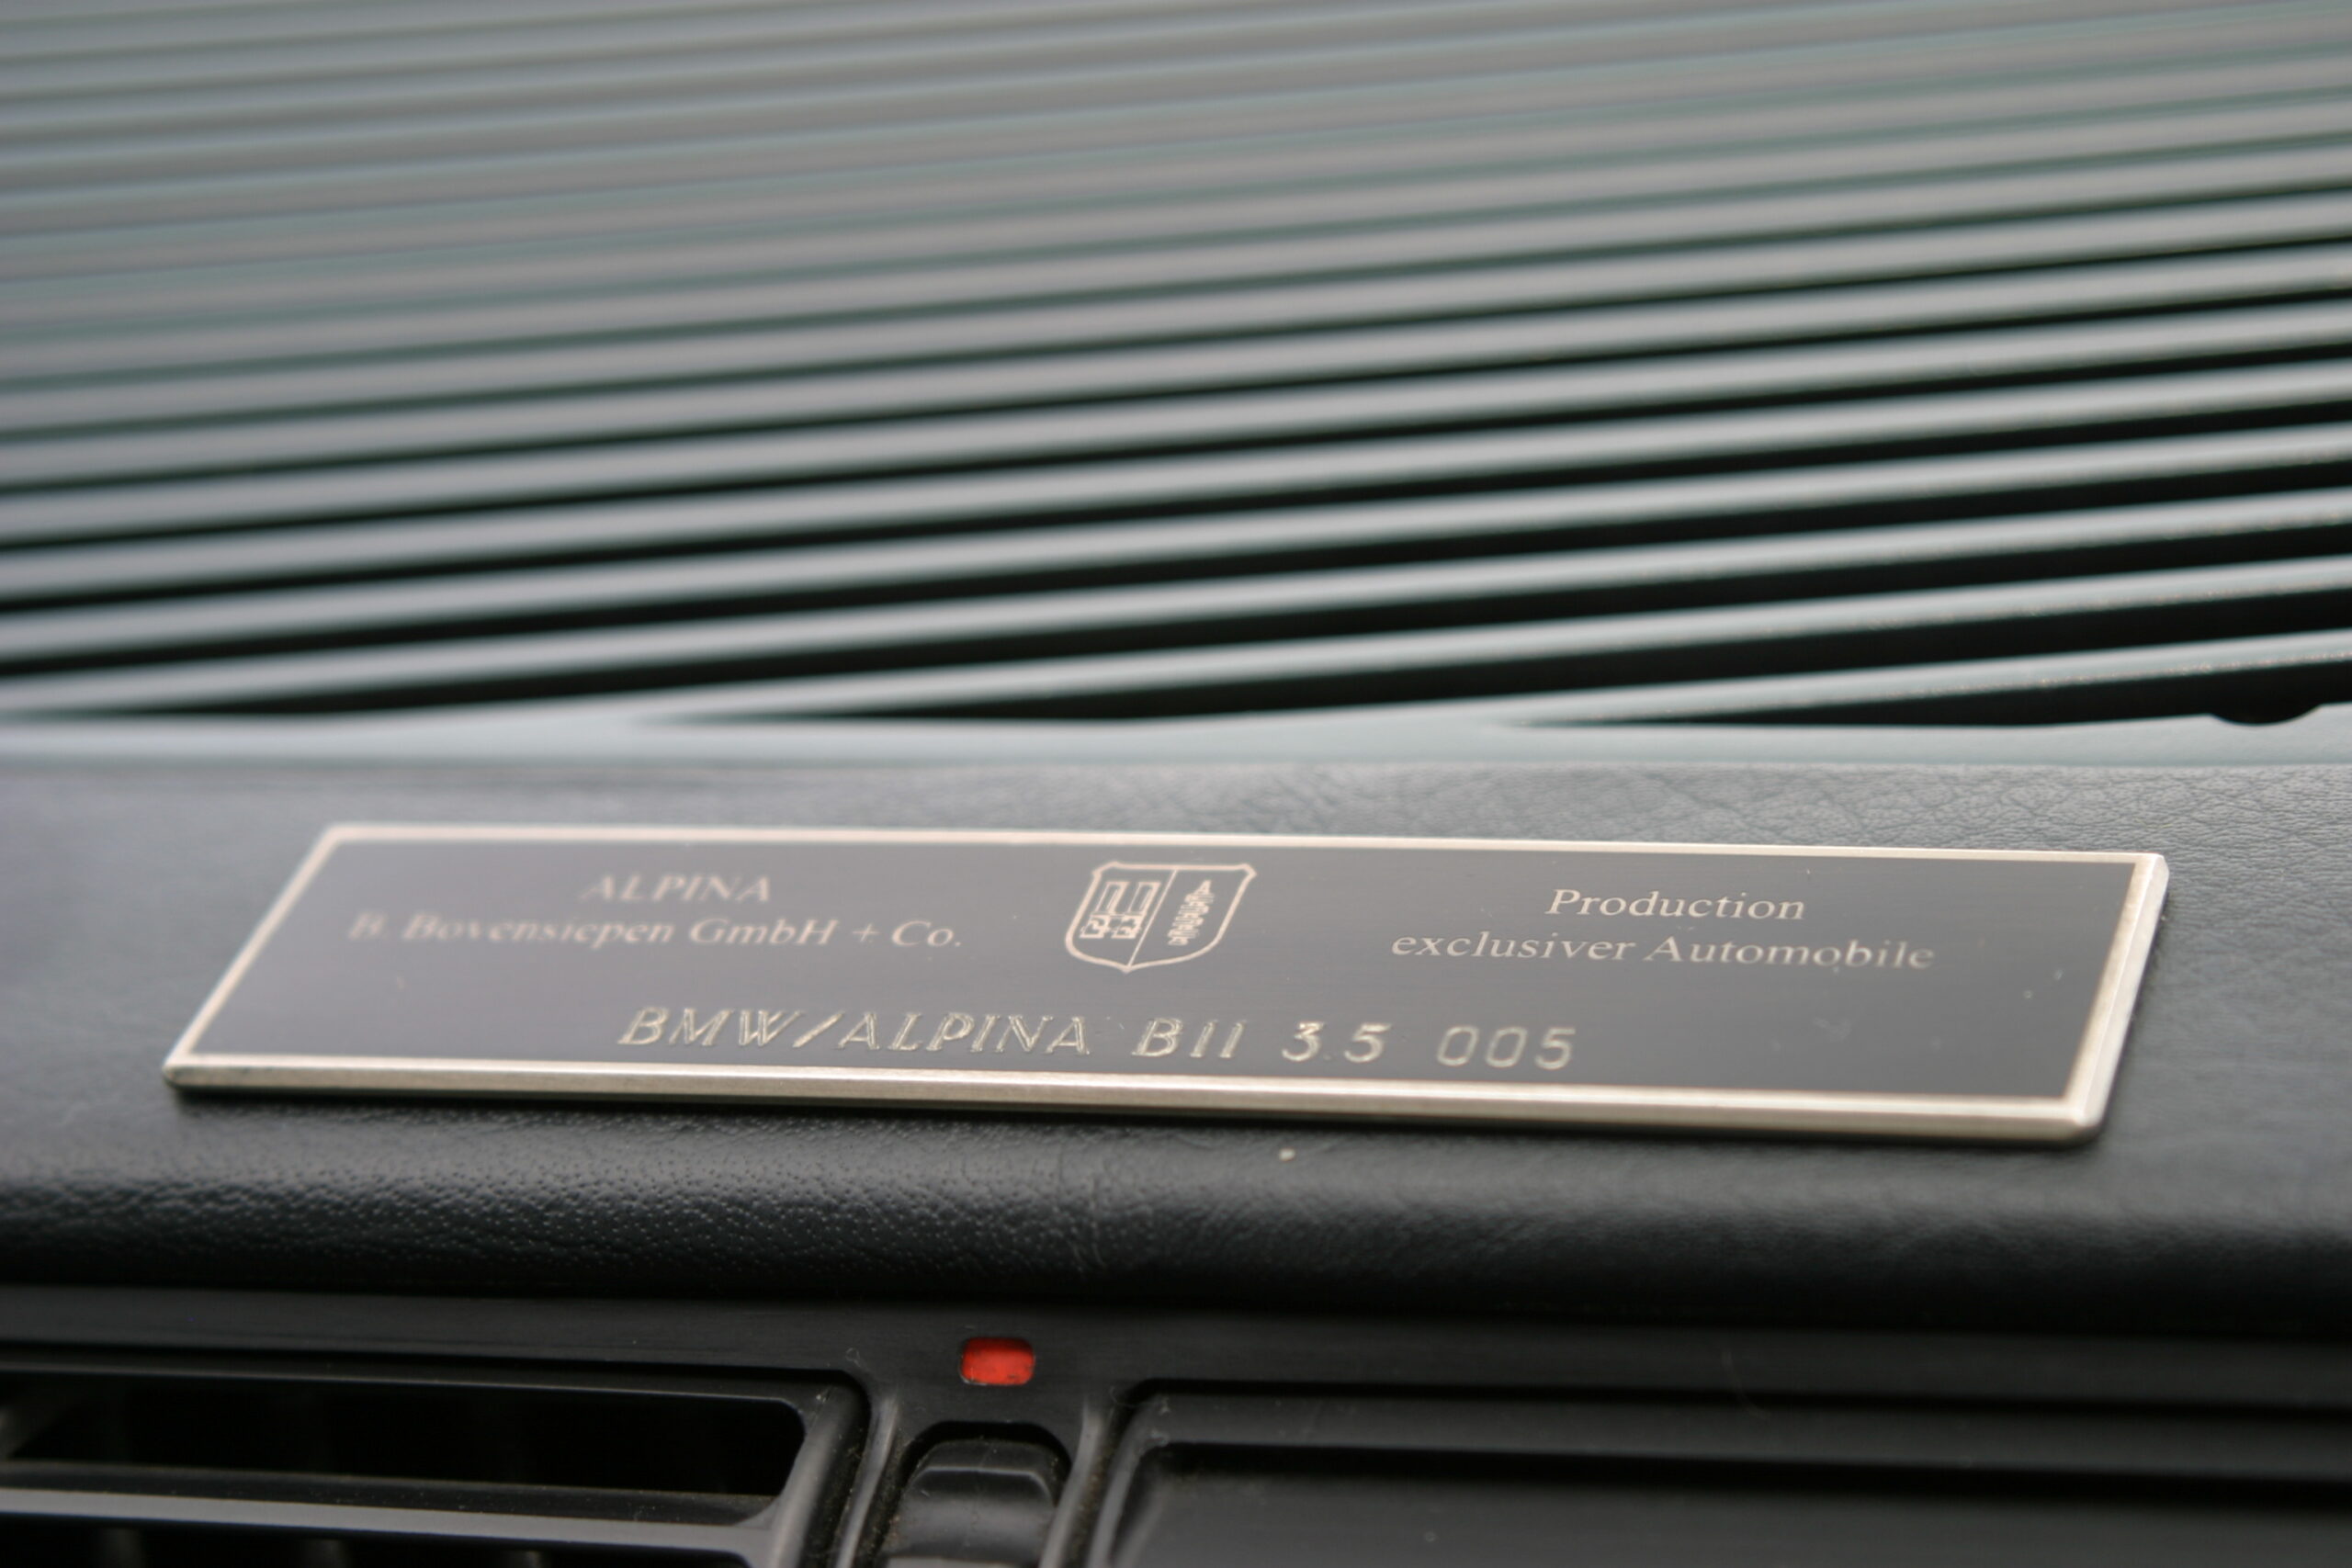 ALPINA
B. Bovensiepen GmbH + Co.
Production
exclusiver Automobile
BMW/ALPINA B11 3.5 005